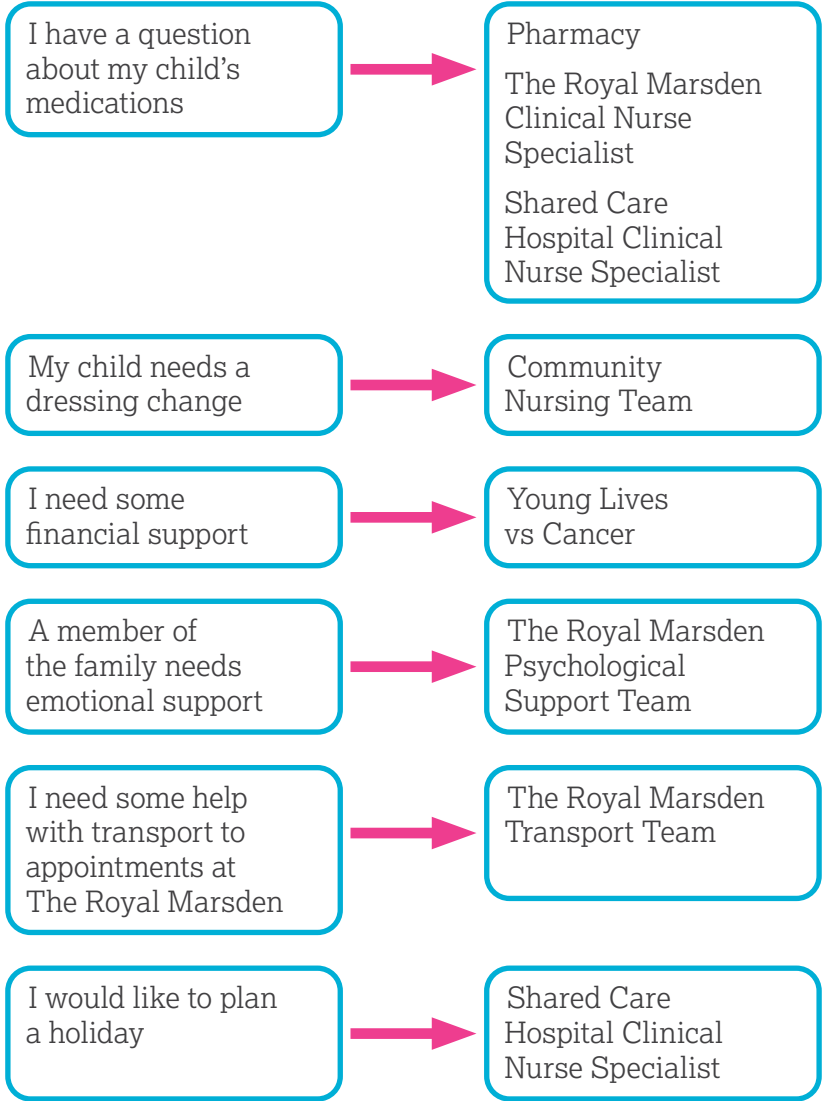 I have a question
about my child’s
medications
Pharmacy
The Royal Marsden
Clinical Nurse
Specialist
Shared Care
Hospital Clinical
Nurse Specialist
My child needs a
dressing change
Community
Nursing Team
I need some
financial support
Young Lives
vs Cancer
A member of
the family needs
emotional support
The Royal Marsden
Psychological
Support Team
I need some help
with transport to
appointments at
The Royal Marsden
The Royal Marsden
Transport Team
I would like to plan
a holiday
Shared Care
Hospital Clinical
Nurse Specialist